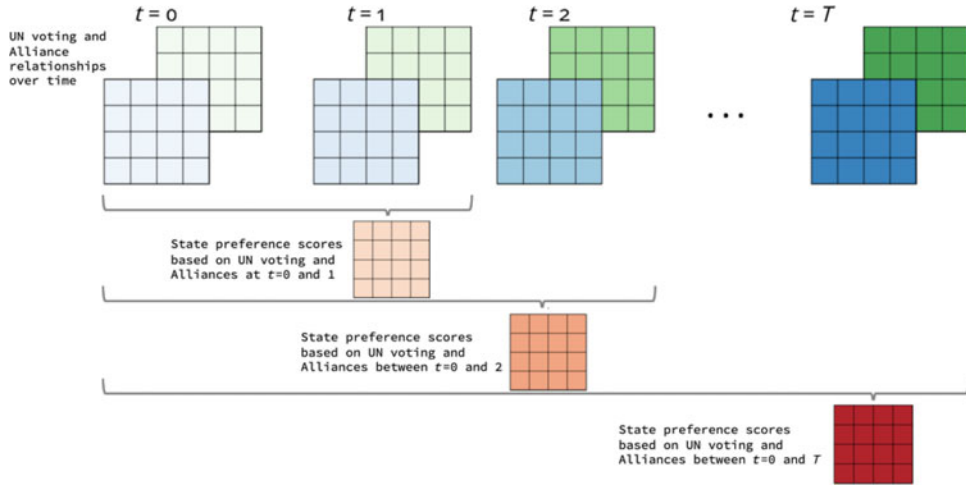 t = 0
t = 1
t = 2
t = T
UN voting and
Alliance
relationships
over time
...
State preference scores
based on UN voting and
Alliances at t=0 and 1
State preference scores
based on UN voting and
Alliances between t=0 and 2
State preference scores
based on UN voting and
Alliances between t=0 and T